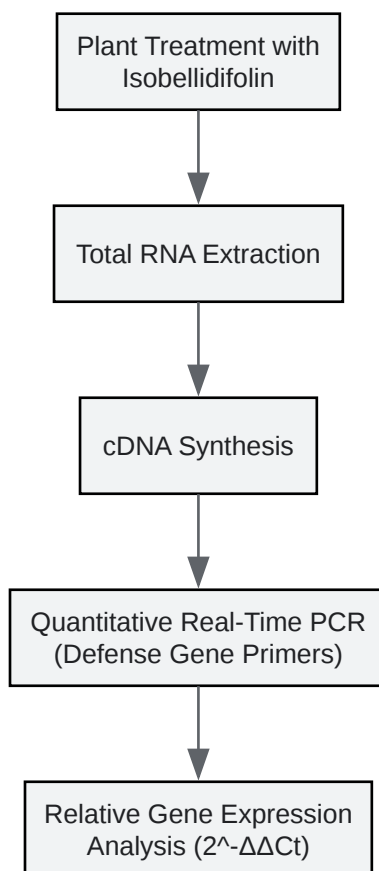 Plant Treatment with
Isobellidifolin
Total RNA Extraction
cDNA Synthesis
Quantitative Real-Time PCR
(Defense Gene Primers)
Relative Gene Expression
Analysis (2^-ΔΔCt)